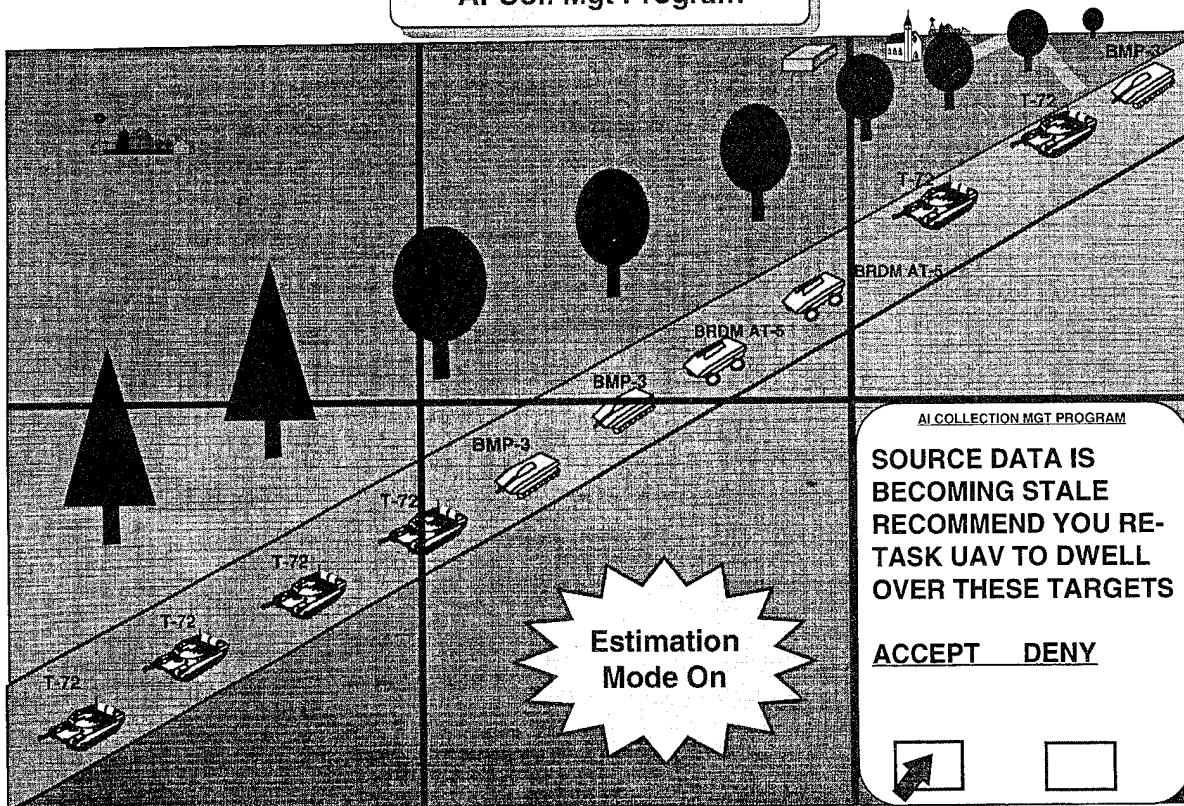 AI Coll Mgt Program
BMP-3
T-72
T-72
BRDM AT-5
BRDM AT-5
BMP-3
BMP-3
T-72
T-72
T-72
T-72
Estimation
Mode On
AI COLLECTION MGT PROGRAM
SOURCE DATA IS
BECOMING STALE
RECOMMEND YOU RE-
TASK UAV TO DWELL
OVER THESE TARGETS
ACCEPT DENY